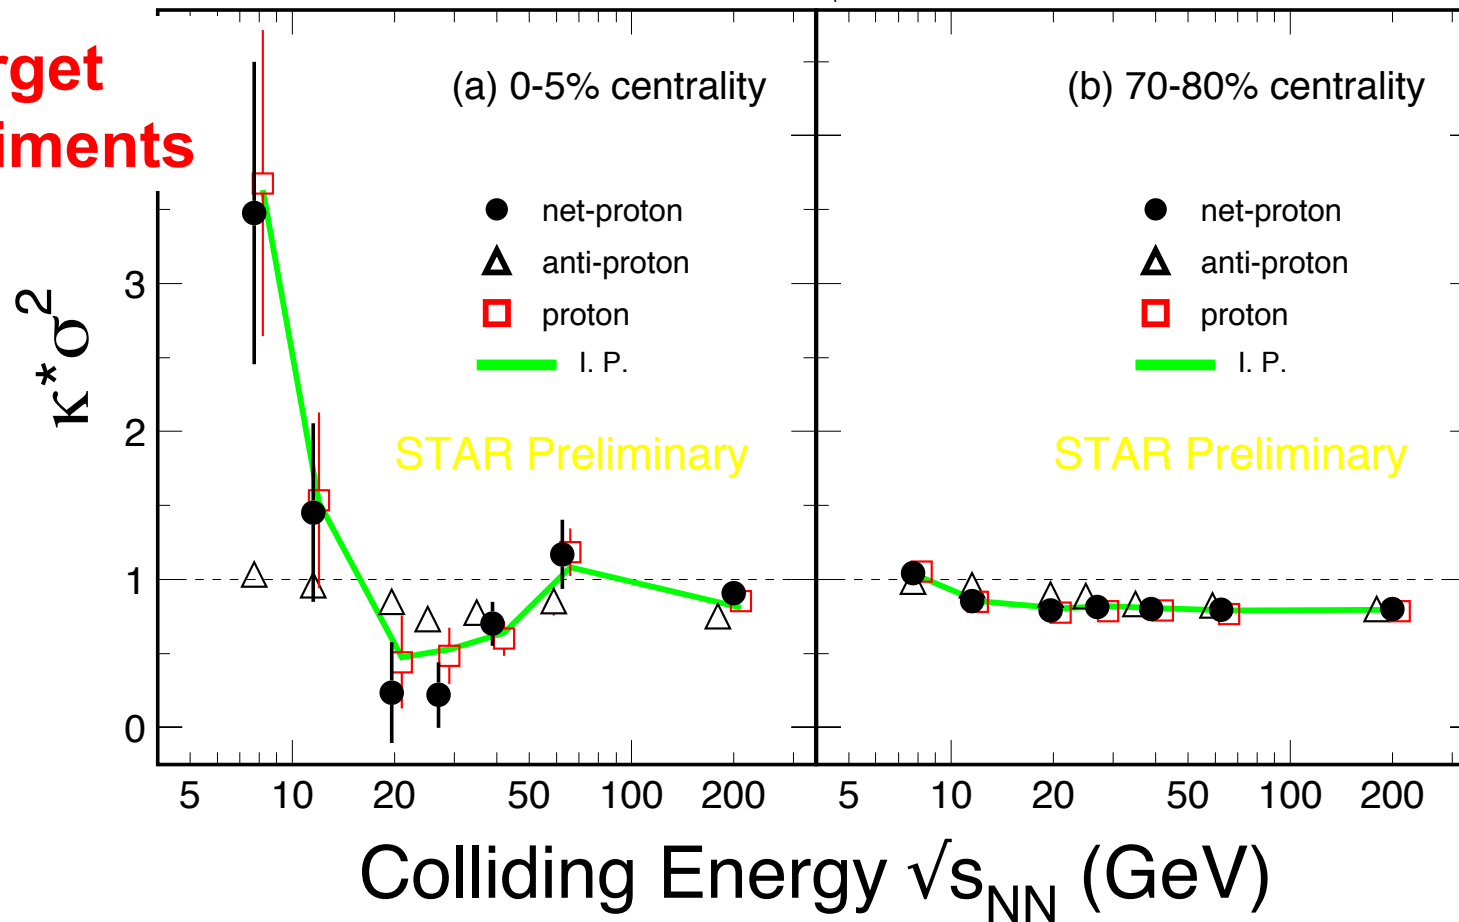 rget
iments
(a) 0-5% centrality
net-proton
anti-proton
proton
I. P.
STAR Preliminary
(b) 70-80% centrality
net-proton
anti-proton
proton
I. P.
STAR Preliminary
κ*σ²
3
2
1
0
5 10 20 50 100 200
5 10 20 50 100 200
Colliding Energy √sNN (GeV)